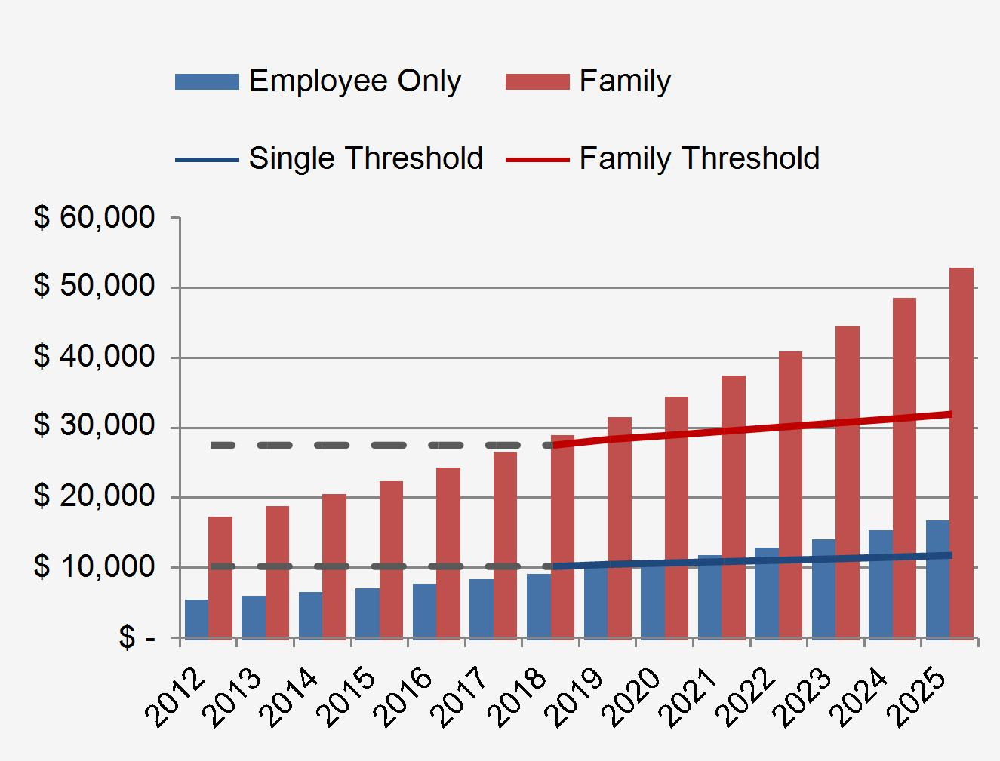 Employee Only Family
Single Threshold Family Threshold
$ 60,000
$ 50,000
$ 40,000
$ 30,000
$ 20,000
$ 10,000
$ -
2012 2013 2014 2015 2016 2017 2018 2019 2020 2021 2022 2023 2024 2025